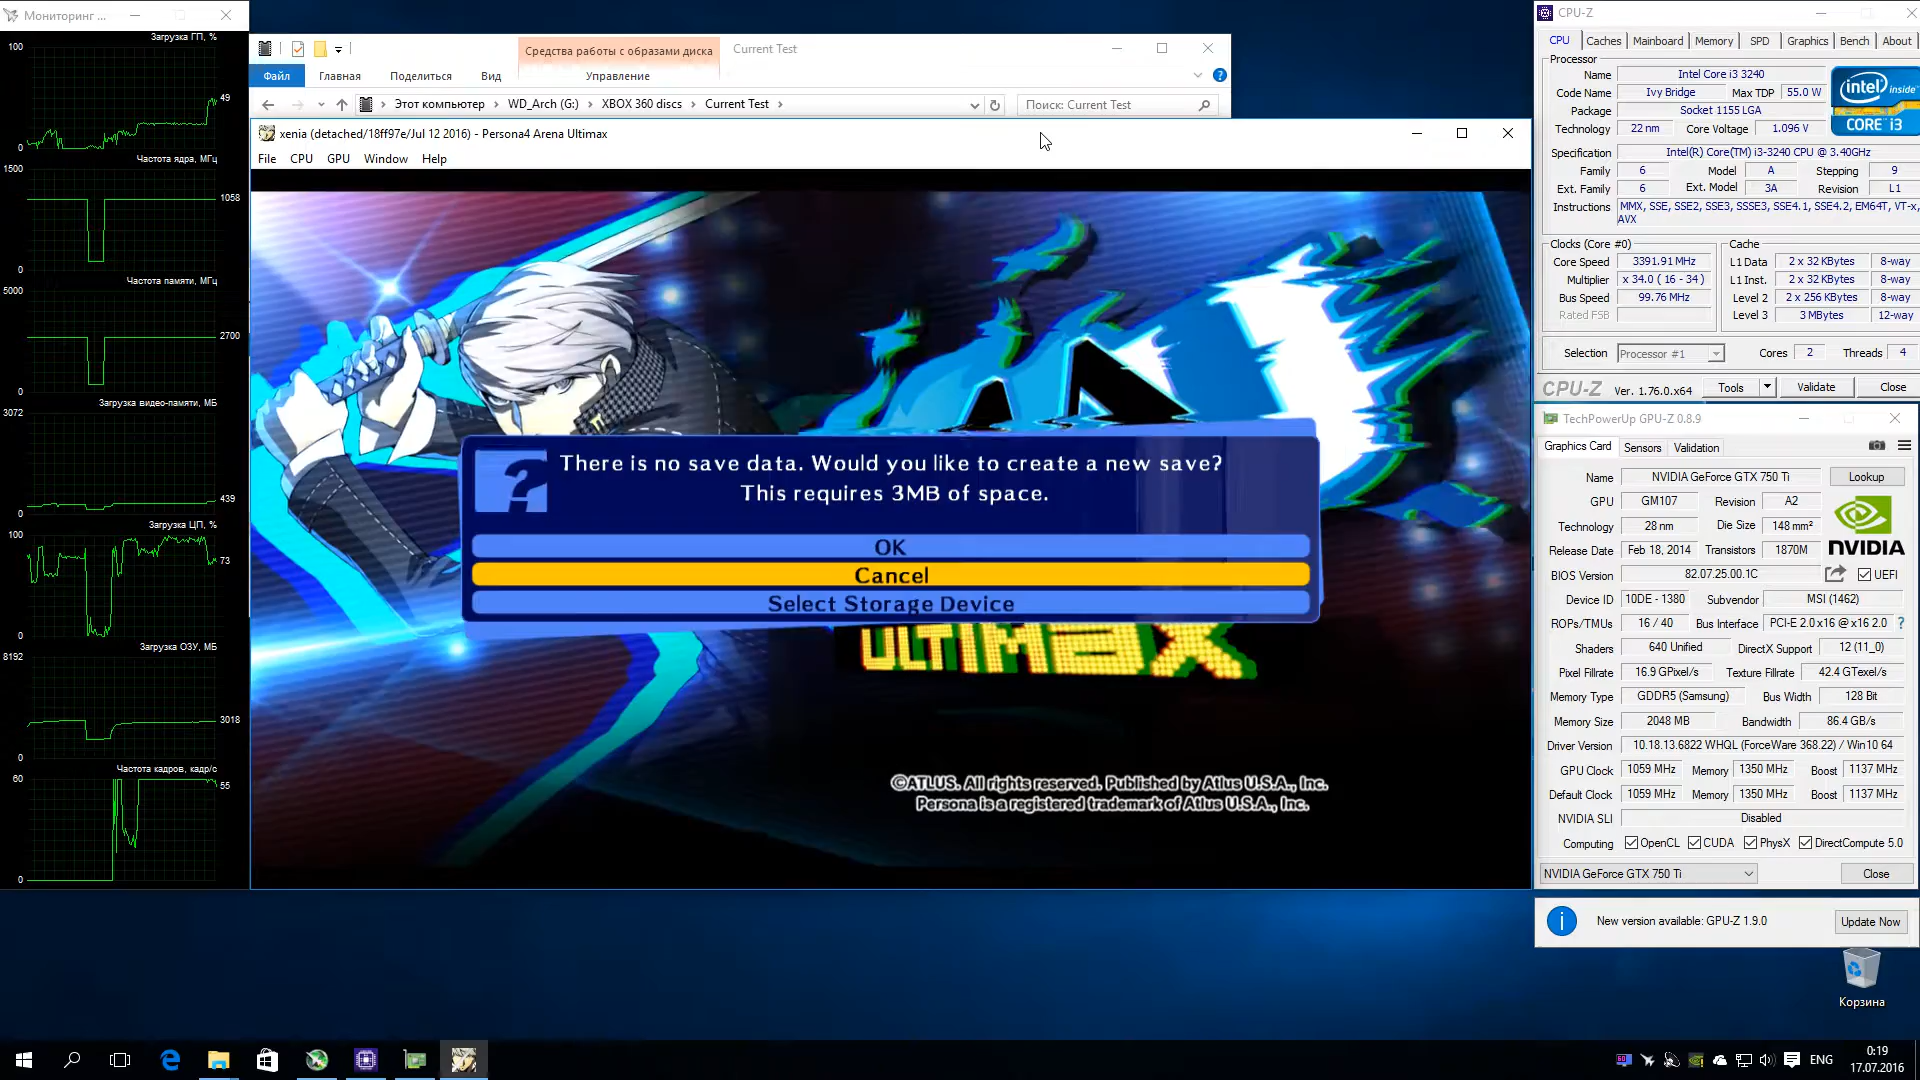 Мониторинг ...
Загрузка ГП, %
100
49
0
Частота ядра, МГц
1500
1058
0
Частота памяти, МГц
5000
2700
0
Загрузка видео-памяти, МБ
3072
439
0
Загрузка ЦП, %
100
73
0
Загрузка ОЗУ, МБ
8192
3018
0
Частота кадров, кадр/с
60
55
0
Средства работы с образами диска
Current Test
Файл
Главная
Поделиться
Вид
Управление
Этот компьютер
WD_Arch (G:)
XBOX 360 discs
Current Test
Поиск: Current Test
xenia (detached/18ff97e/Jul 12 2016) - Persona4 Arena Ultimax
File
CPU
GPU
Window
Help
There is no save data. Would you like to create a new save?
This requires 3MB of space.
OK
Cancel
Select Storage Device
ULTIMAX
©ATLUS. All rights reserved. Published by Atlus U.S.A., Inc.
Persona is a registered trademark of Atlus U.S.A., Inc.
CPU-Z
CPU
Caches
Mainboard
Memory
SPD
Graphics
Bench
About
Processor
Name
Intel Core i3 3240
Code Name
Ivy Bridge
Max TDP
55.0 W
Package
Socket 1155 LGA
Technology
22 nm
Core Voltage
1.096 V
intel inside
CORE i3
Specification
Intel(R) Core(TM) i3-3240 CPU @ 3.40GHz
Family
6
Model
A
Stepping
9
Ext. Family
6
Ext. Model
3A
Revision
L1
Instructions
MMX, SSE, SSE2, SSE3, SSSE3, SSE4.1, SSE4.2, EM64T, VT-x,
AVX
Clocks (Core #0)
Core Speed
3391.91 MHz
Multiplier
x 34.0 ( 16 - 34 )
Bus Speed
99.76 MHz
Rated FSB
Cache
L1 Data
2 x 32 KBytes
8-way
L1 Inst.
2 x 32 KBytes
8-way
Level 2
2 x 256 KBytes
8-way
Level 3
3 MBytes
12-way
Selection
Processor #1
Cores
2
Threads
4
CPU-Z
Ver. 1.76.0.x64
Tools
Validate
Close
TechPowerUp GPU-Z 0.8.9
Graphics Card
Sensors
Validation
Name
NVIDIA GeForce GTX 750 Ti
Lookup
GPU
GM107
Revision
A2
Technology
28 nm
Die Size
148 mm²
Release Date
Feb 18, 2014
Transistors
1870M
NVIDIA
BIOS Version
82.07.25.00.1C
UEFI
Device ID
10DE - 1380
Subvendor
MSI (1462)
ROPs/TMUs
16 / 40
Bus Interface
PCI-E 2.0 x16 @ x16 2.0
?
Shaders
640 Unified
DirectX Support
12 (11_0)
Pixel Fillrate
16.9 GPixel/s
Texture Fillrate
42.4 GTexel/s
Memory Type
GDDR5 (Samsung)
Bus Width
128 Bit
Memory Size
2048 MB
Bandwidth
86.4 GB/s
Driver Version
10.18.13.6822 WHQL (ForceWare 368.22) / Win10 64
GPU Clock
1059 MHz
Memory
1350 MHz
Boost
1137 MHz
Default Clock
1059 MHz
Memory
1350 MHz
Boost
1137 MHz
NVIDIA SLI
Disabled
Computing
OpenCL
CUDA
PhysX
DirectCompute 5.0
NVIDIA GeForce GTX 750 Ti
Close
New version available: GPU-Z 1.9.0
Update Now
Корзина
ENG
0:19
17.07.2016